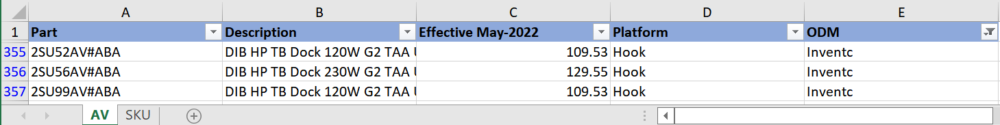 A B C D E
1 Part Description Effective May-2022 Platform ODM
355 2SU52AV#ABA DIB HP TB Dock 120W G2 TAA U 109.53 Hook Inventc
356 2SU56AV#ABA DIB HP TB Dock 230W G2 TAA U 129.55 Hook Inventc
357 2SU99AV#ABA DIB HP TB Dock 120W G2 TAA U 109.53 Hook Inventc
AV SKU